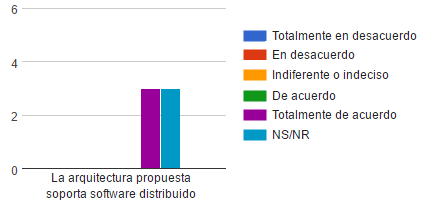 6
4
2
0
La arquitectura propuesta
soporta software distribuido
Totalmente en desacuerdo
En desacuerdo
Indiferente o indeciso
De acuerdo
Totalmente de acuerdo
NS/NR